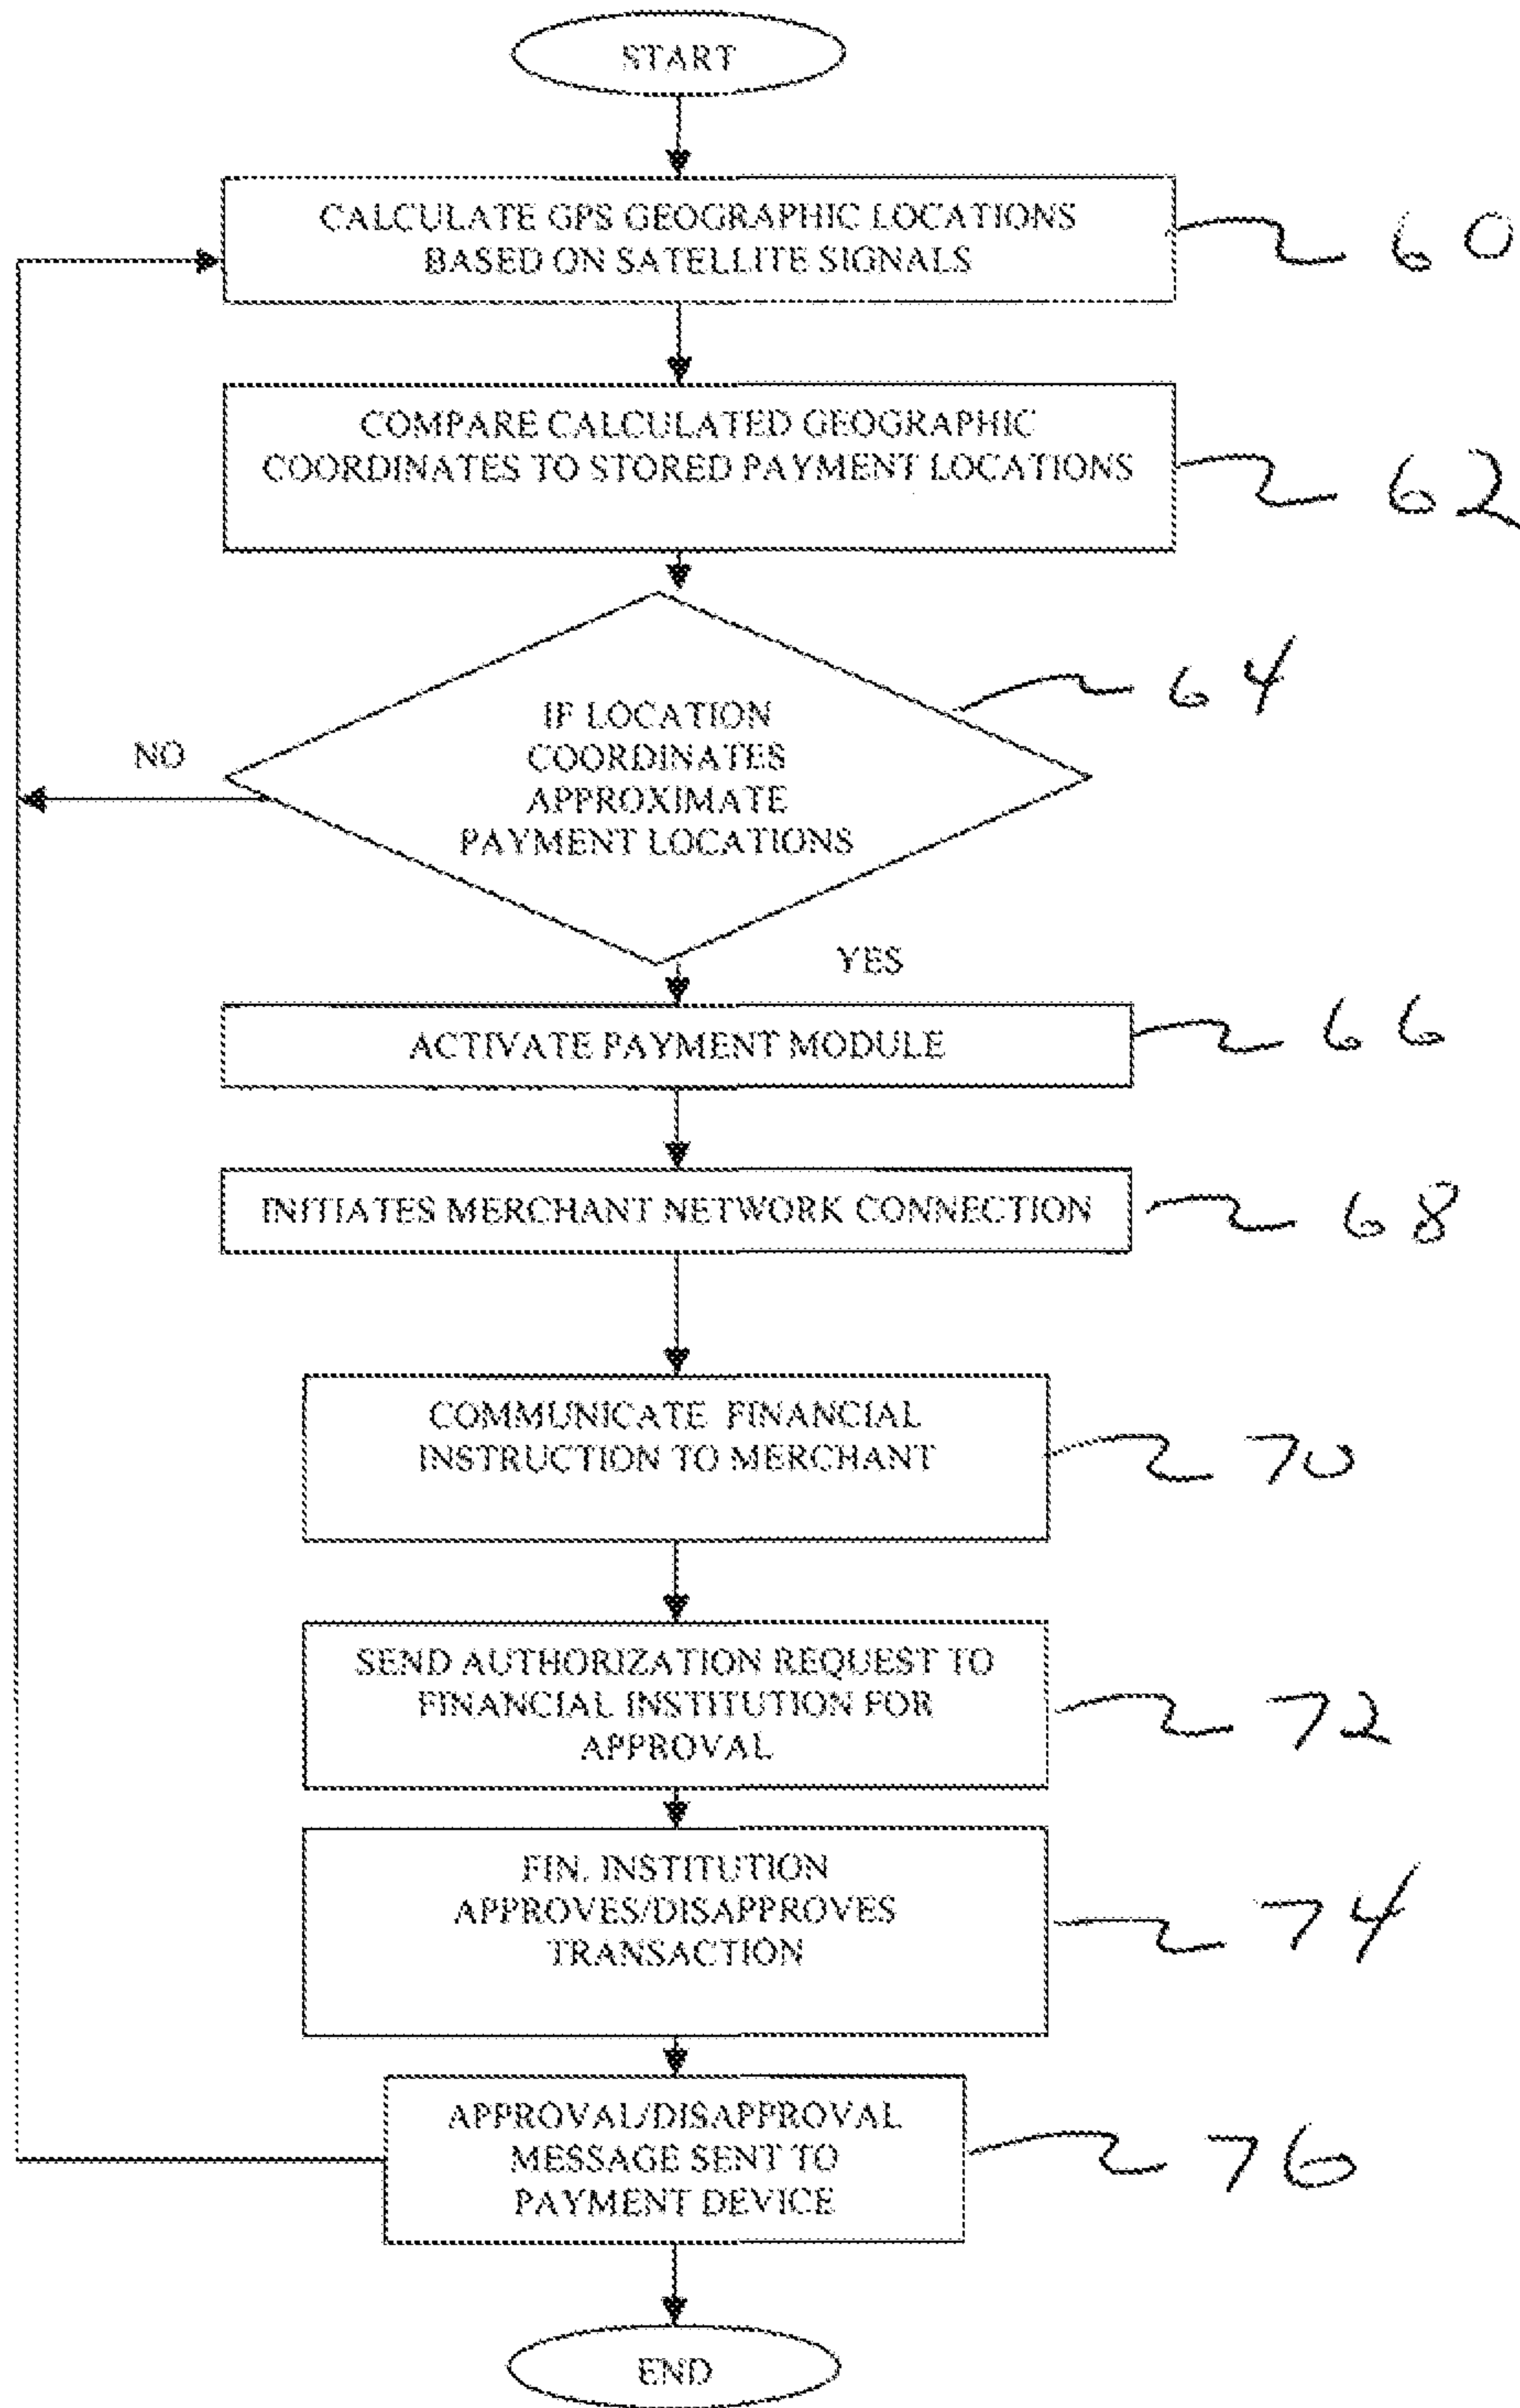 START
CALCULATE GPS GEOGRAPHIC LOCATIONS
BASED ON SATELLITE SIGNALS
60
COMPARE CALCULATED GEOGRAPHIC
COORDINATES TO STORED PAYMENT LOCATIONS
62
IF LOCATION
COORDINATES
APPROXIMATE
PAYMENT LOCATIONS
64
NO
YES
ACTIVATE PAYMENT MODULE
66
INITIATES MERCHANT NETWORK CONNECTION
68
COMMUNICATE FINANCIAL
INSTRUCTION TO MERCHANT
70
SEND AUTHORIZATION REQUEST TO
FINANCIAL INSTITUTION FOR
APPROVAL
72
FIN. INSTITUTION
APPROVES/DISAPPROVES
TRANSACTION
74
APPROVAL/DISAPPROVAL
MESSAGE SENT TO
PAYMENT DEVICE
76
END